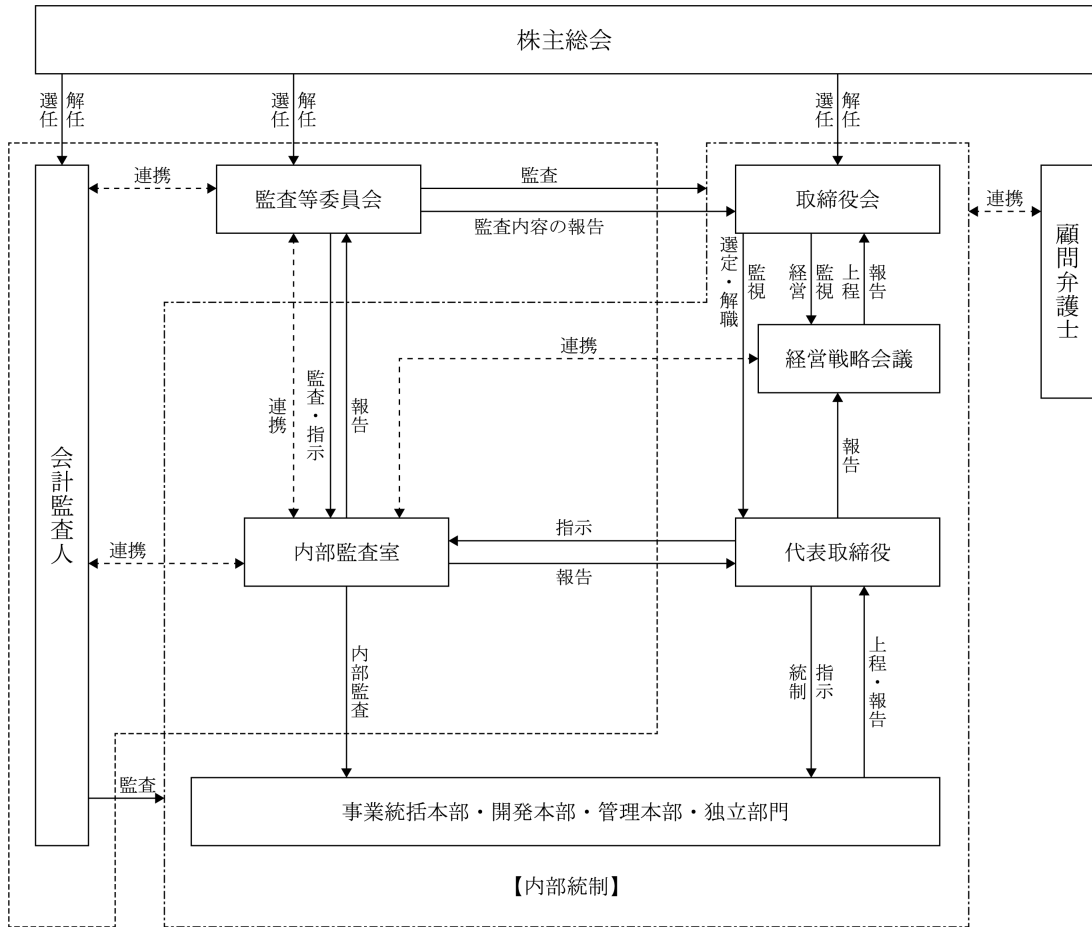 株主総会
選任
解任
選任
解任
選任
解任
連携
監査等委員会
監査
監査内容の報告
取締役会
連携
顧問弁護士
選定・解職
監視
経営
監視
上程
報告
連携
経営戦略会議
連携
監査・指示
報告
報告
会計監査人
連携
内部監査室
指示
報告
代表取締役
内部監査
統制
指示
上程・報告
監査
事業統括本部・開発本部・管理本部・独立部門
【内部統制】